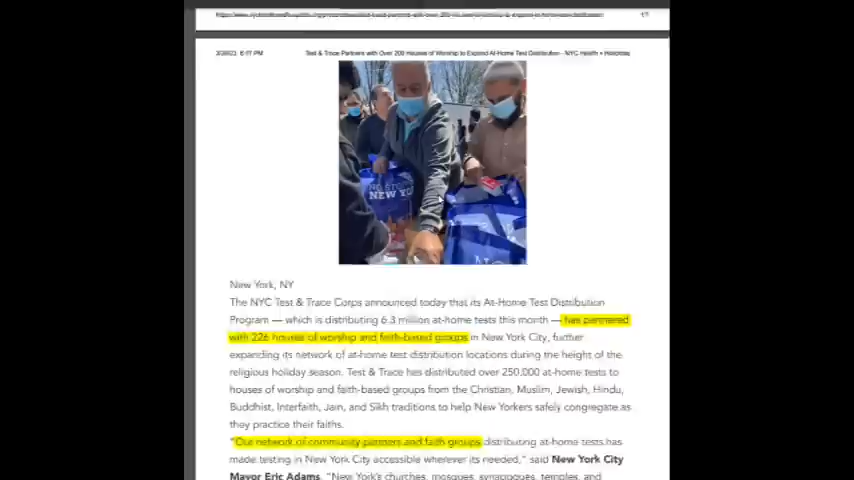 Test & Trace Partners with Over 200 Houses of Worship to Expand At-Home Test Distribution - NYC Health + Hospitals
NEW YO
New York, NY
The NYC Test & Trace Corps announced today that its At-Home Test Distribution
Program — which is distributing 6.3 million at-home tests this month — has partnered
with 226 houses of worship and faith-based groups in New York City, further
expanding its network of at-home test distribution locations during the height of the
religious holiday season. Test & Trace has distributed over 250,000 at-home tests to
houses of worship and faith-based groups from the Christian, Muslim, Jewish, Hindu,
Buddhist, Interfaith, Jain, and Sikh traditions to help New Yorkers safely congregate as
they practice their faiths.
"Our network of community partners and faith groups distributing at-home tests has
made testing in New York City accessible wherever its needed," said New York City
Mayor Eric Adams. "New York's churches, mosques, synagogues, temples, and